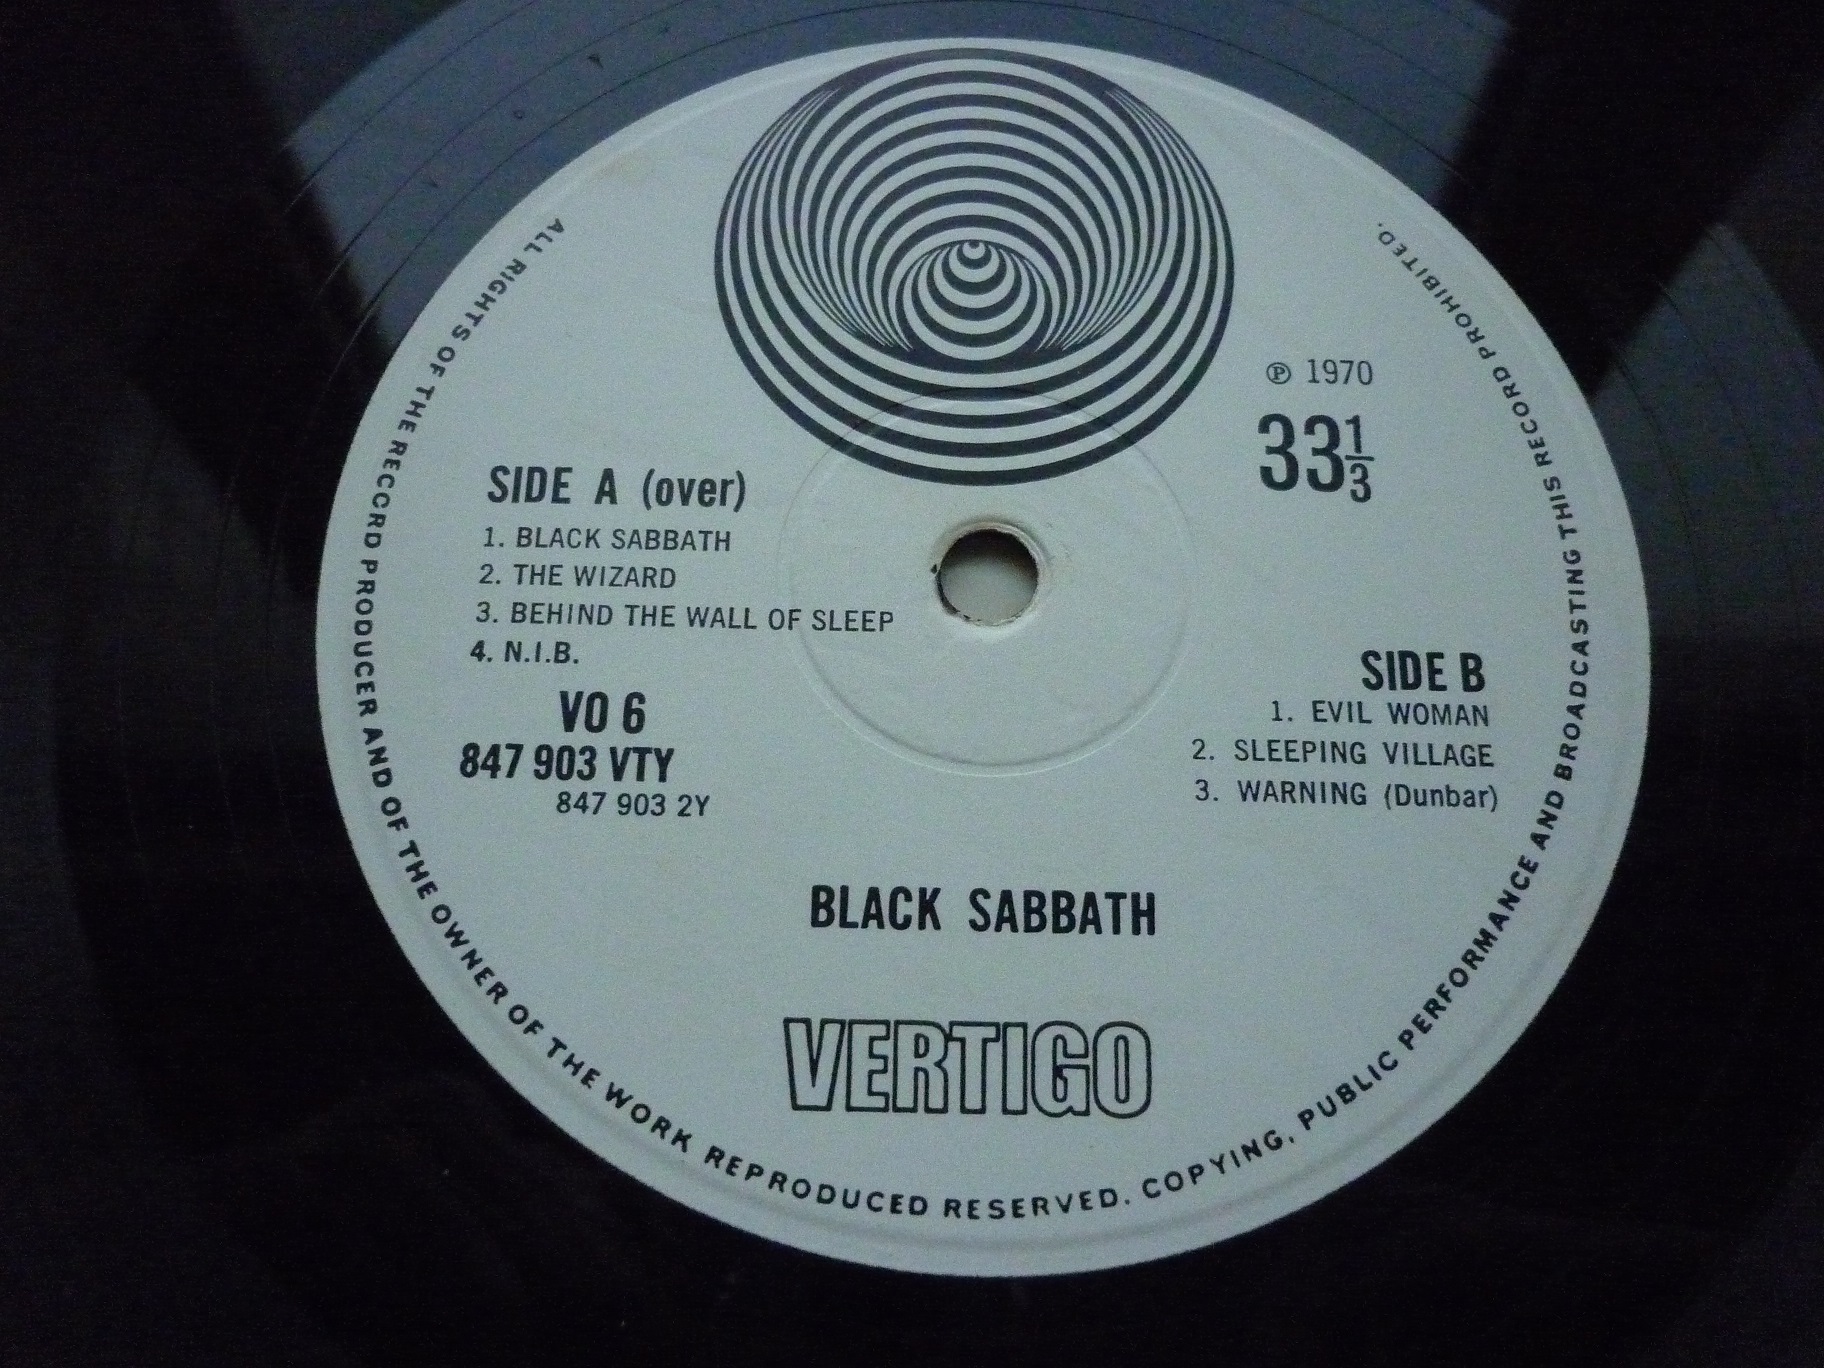 ALL RIGHTS OF THE RECORD PRODUCER AND OF THE OWNER OF THE WORK REPRODUCED RESERVED. COPYING, PUBLIC PERFORMANCE AND BROADCASTING THIS RECORD PROHIBITED.
℗ 1970
33 1/3
SIDE A (over)
1. BLACK SABBATH
2. THE WIZARD
3. BEHIND THE WALL OF SLEEP
4. N.I.B.
VO 6
847 903 VTY
847 903 2Y
SIDE B
1. EVIL WOMAN
2. SLEEPING VILLAGE
3. WARNING (Dunbar)
BLACK SABBATH
VERTIGO